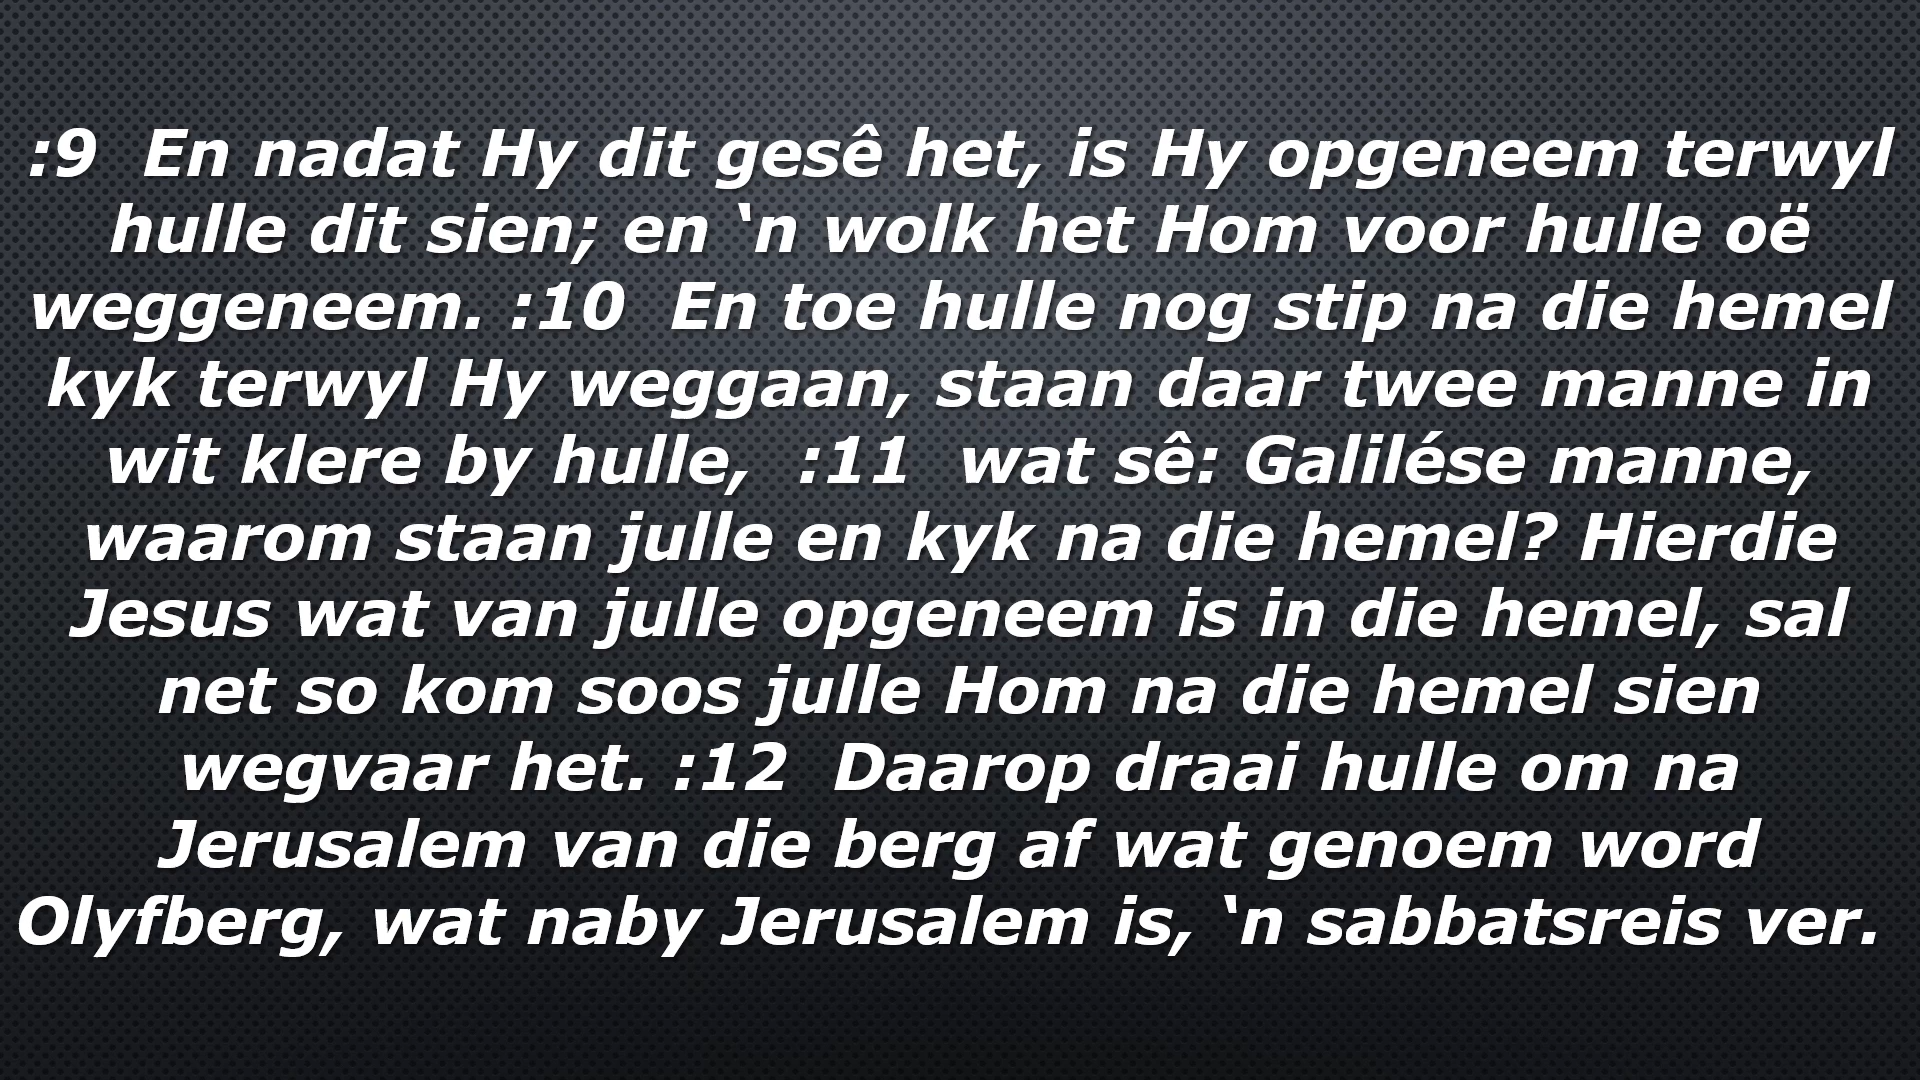 :9  En nadat Hy dit gesê het, is Hy opgeneem terwyl
hulle dit sien; en ‘n wolk het Hom voor hulle oë
weggeneem. :10  En toe hulle nog stip na die hemel
kyk terwyl Hy weggaan, staan daar twee manne in
wit klere by hulle,  :11  wat sê: Galilése manne,
waarom staan julle en kyk na die hemel? Hierdie
Jesus wat van julle opgeneem is in die hemel, sal
net so kom soos julle Hom na die hemel sien
wegvaar het. :12  Daarop draai hulle om na
Jerusalem van die berg af wat genoem word
Olyfberg, wat naby Jerusalem is, ‘n sabbatsreis ver.